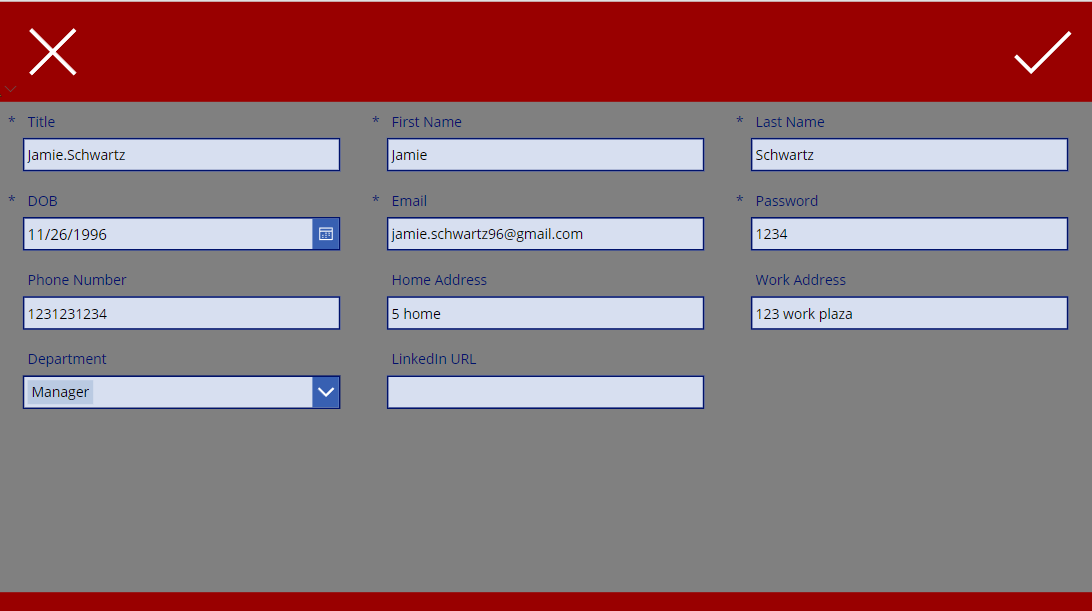 * Title * First Name * Last Name
Jamie.Schwartz Jamie Schwartz
* DOB * Email * Password
11/26/1996 jamie.schwartz96@gmail.com 1234
Phone Number Home Address Work Address
1231231234 5 home 123 work plaza
Department LinkedIn URL
Manager